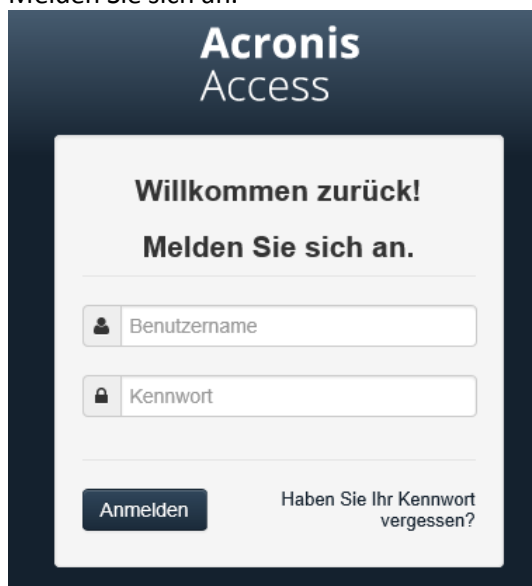 Melden Sie sich an.
Acronis
Access
Willkommen zurück!
Melden Sie sich an.
Benutzername
Kennwort
Anmelden
Haben Sie Ihr Kennwort
vergessen?